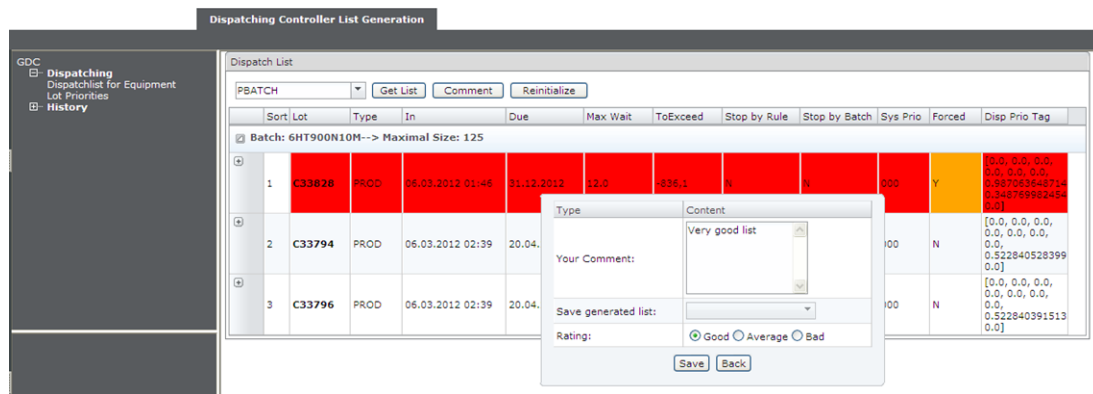 Dispatching Controller List Generation
GDC
Dispatching
Dispatchlist for Equipment
Lot Priorities
History
Dispatch List
PBATCH Get List Comment Reinitialize
Sort Lot Type In Due Max Wait ToExceed Stop by Rule Stop by Batch Sys Prio Forced Disp Prio Tag
Batch: 6HT900N10M--> Maximal Size: 125
1 C33828 PROD 06.03.2012 01:46 31.12.2012 12.0 -836.1 N N 000 Y
[0.0, 0.0, 0.0,
0.0, 0.0, 0.0,
0.987063648714
0.348769982454
0.0]
2 C33794 PROD 06.03.2012 02:39 20.04. 000 N
[0.0, 0.0, 0.0,
0.0, 0.0, 0.0,
0.0,
0.522840528399
0.0]
3 C33796 PROD 06.03.2012 02:39 20.04. 000 N
[0.0, 0.0, 0.0,
0.0, 0.0, 0.0,
0.0,
0.522840391513
0.0]
Type Content
Your Comment: Very good list
Save generated list:
Rating: Good Average Bad
Save Back